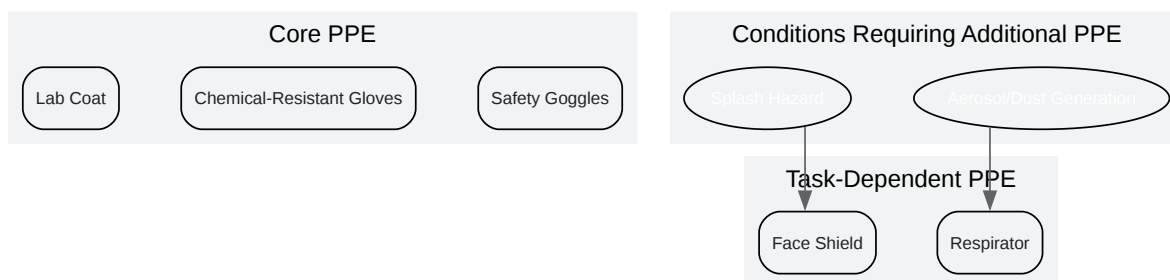 Core PPE
Lab Coat
Chemical-Resistant Gloves
Safety Goggles
Conditions Requiring Additional PPE
Splash Hazard
Aerosol/Dust Generation
Task-Dependent PPE
Face Shield
Respirator